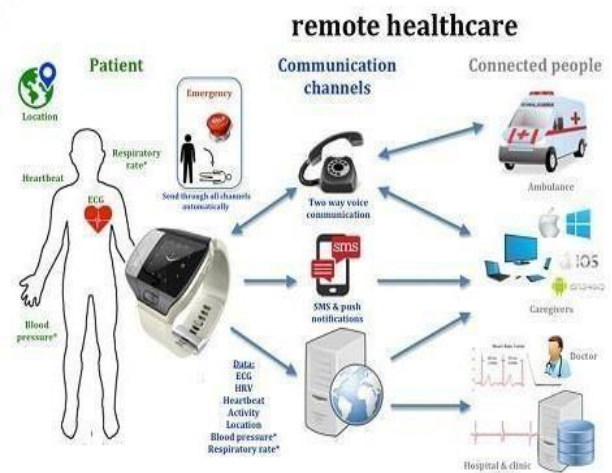 remote healthcare
Patient
Communication
channels
Connected people
Location
Emergency
Respiratory
rate*
Heartbeat
ECG
Send through all channels
automatically
Two way voice
communication
Ambulance
sms
SMS & push
notifications
iOS
Caregivers
Blood
pressure*
Data:
ECG
HRV
Heartbeat
Activity
Location
Blood pressure*
Respiratory rate*
Doctor
Hospital & clinic